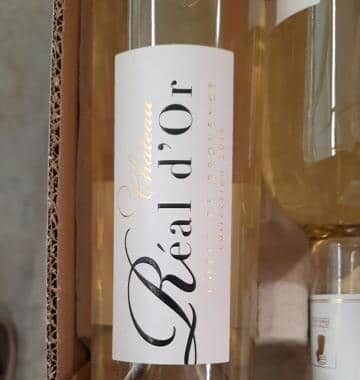 Château
Réal d'Or
CÔTES DE PROVENCE